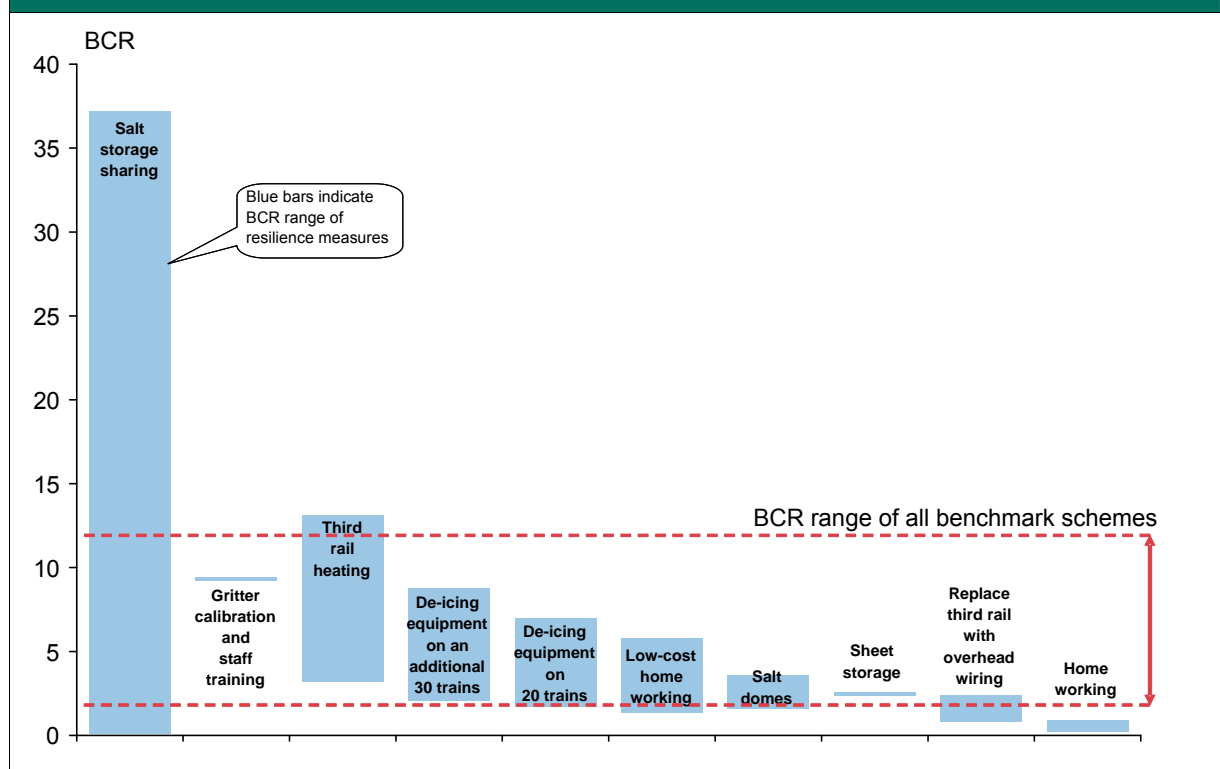 BCR
40
35
30
25
20
15
10
5
0
Salt
storage
sharing
Blue bars indicate
BCR range of
resilience measures
BCR range of all benchmark schemes
Gritter
calibration
and
staff
training
Third
rail
heating
De-icing
equipment
on an
additional
30 trains
De-icing
equipment
on
20 trains
Low-cost
home
working
Salt
domes
Sheet
storage
Replace
third rail
with
overhead
wiring
Home
working